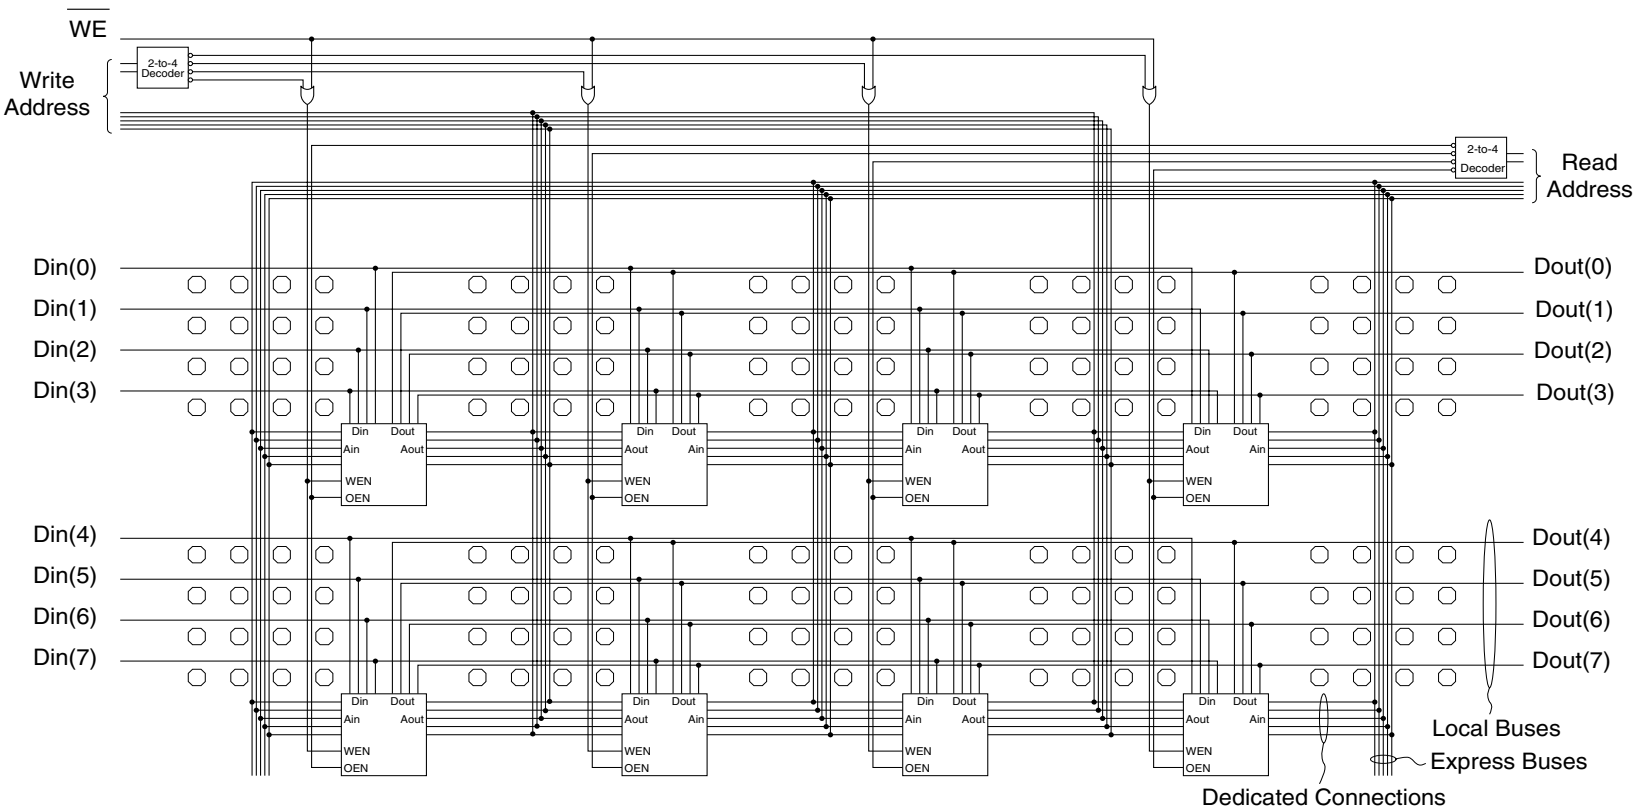 WE
2-to-4
Decoder
Write
Address
2-to-4
Decoder
Read
Address
Din(0)
Dout(0)
Din(1)
Dout(1)
Din(2)
Dout(2)
Din(3)
Dout(3)
Din Dout
Ain Aout
WEN
OEN
Din Dout
Aout Ain
WEN
OEN
Din Dout
Ain Aout
WEN
OEN
Din Dout
Aout Ain
WEN
OEN
Din(4)
Dout(4)
Din(5)
Dout(5)
Din(6)
Dout(6)
Din(7)
Dout(7)
Din Dout
Ain Aout
WEN
OEN
Din Dout
Aout Ain
WEN
OEN
Din Dout
Ain Aout
WEN
OEN
Din Dout
Aout Ain
WEN
OEN
Local Buses
Express Buses
Dedicated Connections